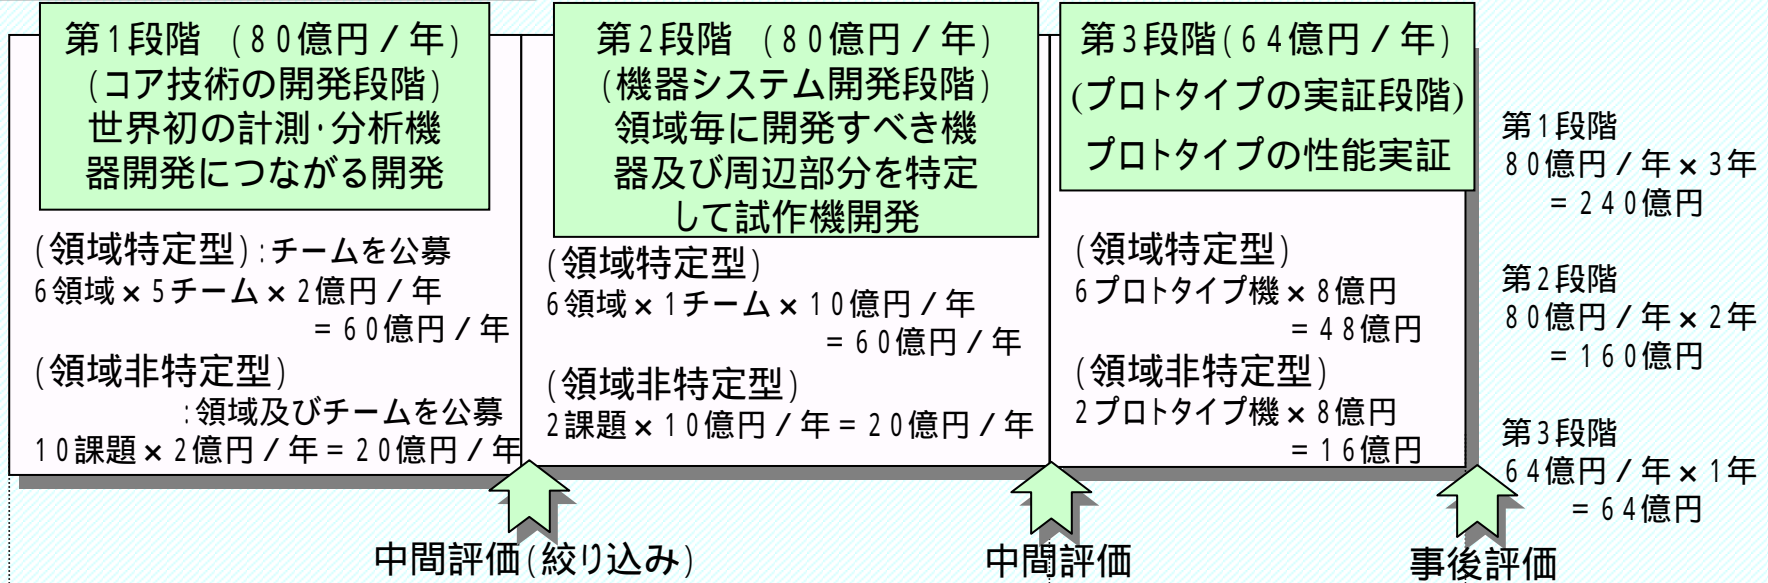 第1段階 (80億円/年)
(コア技術の開発段階)
世界初の計測・分析機
器開発につながる開発
(領域特定型):チームを公募
6領域×5チーム×2億円/年
=60億円/年
(領域非特定型)
:領域及びチームを公募
10課題×2億円/年=20億円/年
第2段階 (80億円/年)
(機器システム開発段階)
領域毎に開発すべき機
器及び周辺部分を特定
して試作機開発
(領域特定型)
6領域×1チーム×10億円/年
=60億円/年
(領域非特定型)
2課題×10億円/年=20億円/年
第3段階(64億円/年)
(プロトタイプの実証段階)
プロトタイプの性能実証
(領域特定型)
6プロトタイプ機×8億円
=48億円
(領域非特定型)
2プロトタイプ機×8億円
=16億円
第1段階
80億円/年×3年
=240億円
第2段階
80億円/年×2年
=160億円
第3段階
64億円/年×1年
=64億円
中間評価(絞り込み)
中間評価
事後評価